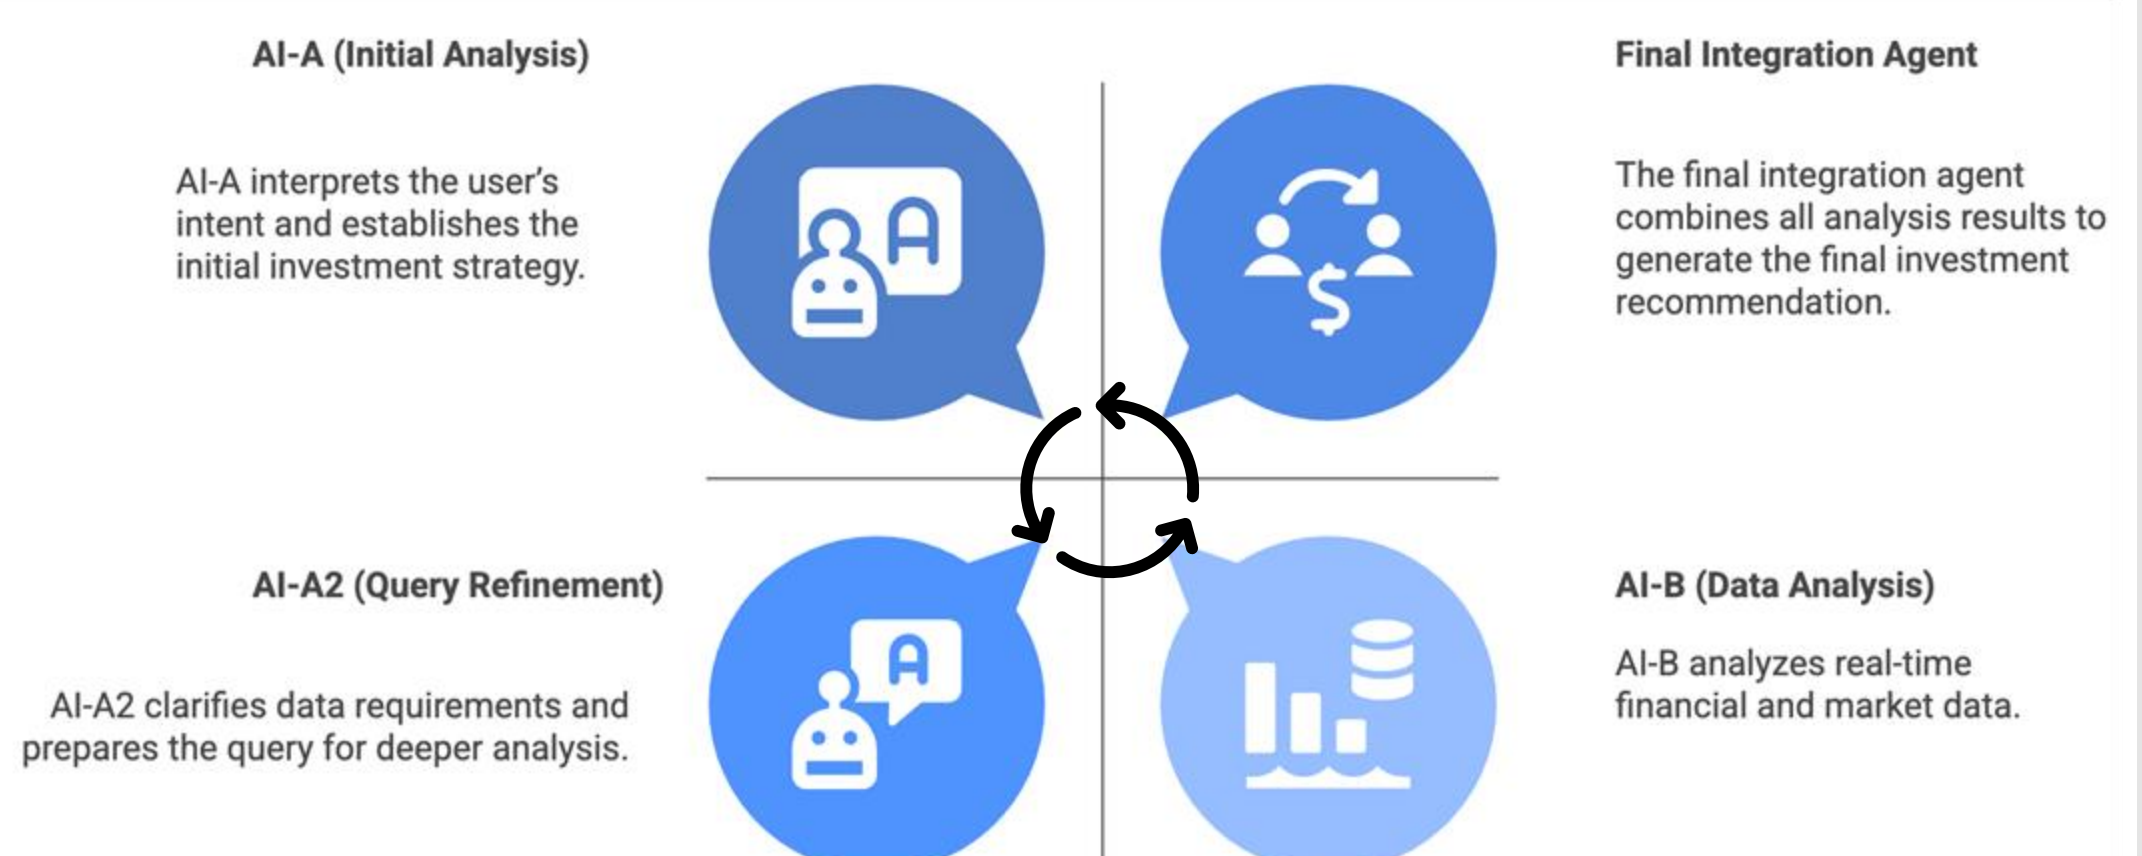 AI-A (Initial Analysis)
AI-A interprets the user’s
intent and establishes the
initial investment strategy.
A
Final Integration Agent
The final integration agent
combines all analysis results to
generate the final investment
recommendation.
$
AI-A2 (Query Refinement)
AI-A2 clarifies data requirements and
prepares the query for deeper analysis.
A
AI-B (Data Analysis)
AI-B analyzes real-time
financial and market data.